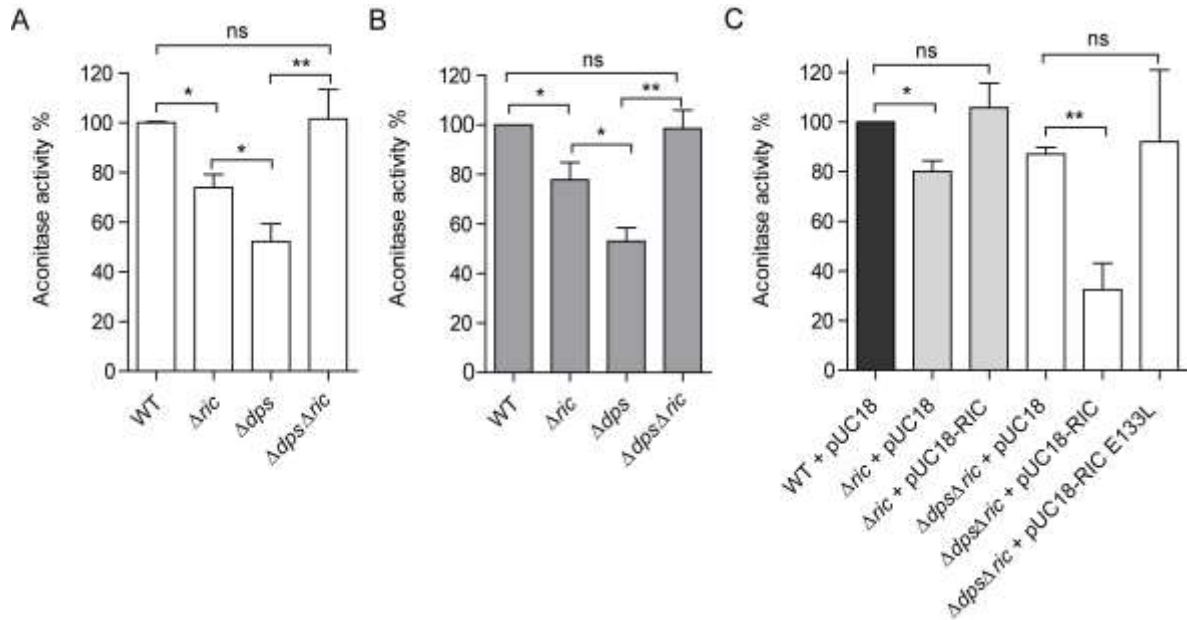 A
ns
**
*
*
120
100
80
60
40
20
0
Aconitase activity %
WT
Δric
Δdps
ΔdpsΔric
B
ns
**
*
*
120
100
80
60
40
20
0
Aconitase activity %
WT
Δric
Δdps
ΔdpsΔric
C
ns
ns
*
**
120
100
80
60
40
20
0
Aconitase activity %
WT + pUC18
Δric + pUC18
Δric + pUC18-RIC
ΔdpsΔric + pUC18
ΔdpsΔric + pUC18-RIC
ΔdpsΔric + pUC18-RIC E133L